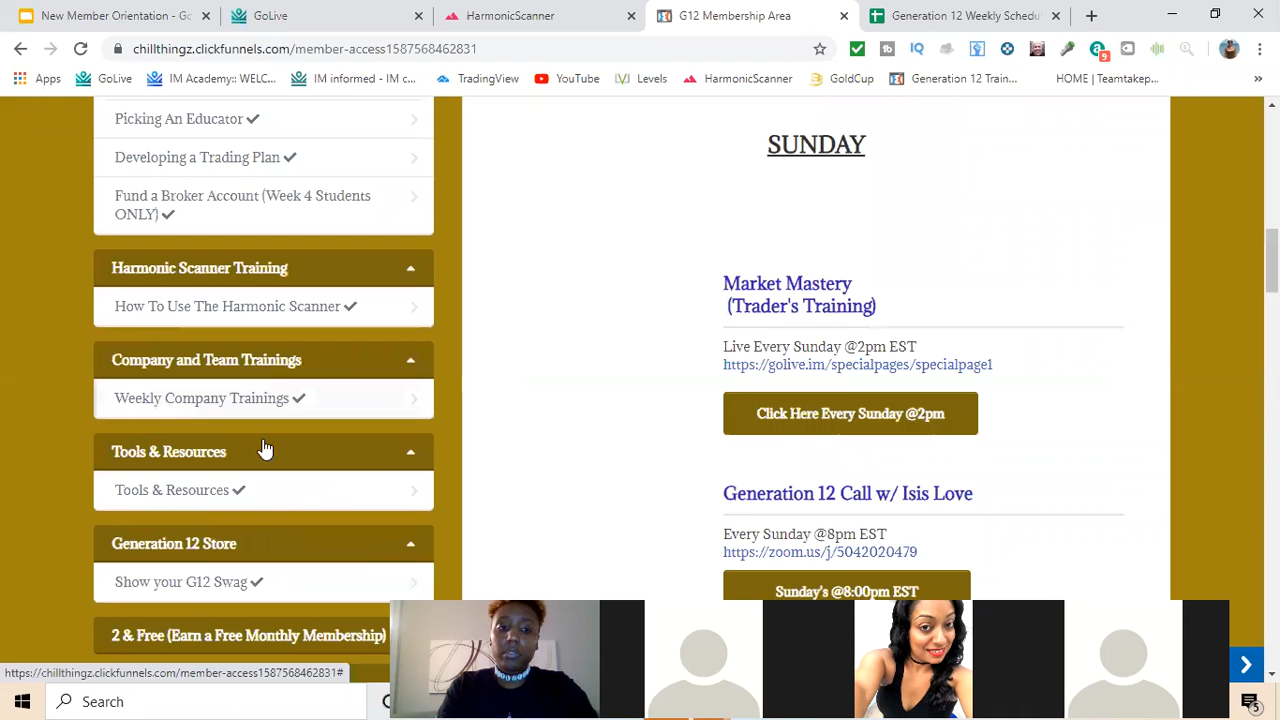 Slides
GoLive
HarmonicScanner
G12 Membership Area
Generation 12 Weekly Schedu
chillthingz.clickfunnels.com/member-access1587568462831
Apps
GoLive
IM Academy:: WELC...
IM informed - IM c...
TradingView
YouTube
Levels
HarmonicScanner
GoldCup
Generation 12 Train...
HOME | Teamtakep...
9
Picking An Educator
Developing a Trading Plan
Fund a Broker Account (Week 4 Students
ONLY)
Harmonic Scanner Training
How To Use The Harmonic Scanner
Company and Team Trainings
Weekly Company Trainings
Tools & Resources
Tools & Resources
Generation 12 Store
Show your G12 Swag
2 & Free (Earn a Free Monthly Membership)
SUNDAY
Market Mastery
(Trader's Training)
Live Every Sunday @2pm EST
https://golive.im/specialpages/specialpage1
Click Here Every Sunday @2pm
Generation 12 Call w/ Isis Love
Every Sunday @8pm EST
https://zoom.us/j/5042020479
Sunday's @8:00pm EST
https://chillthingz.clickfunnels.com/member-access1587568462831#
Search
5